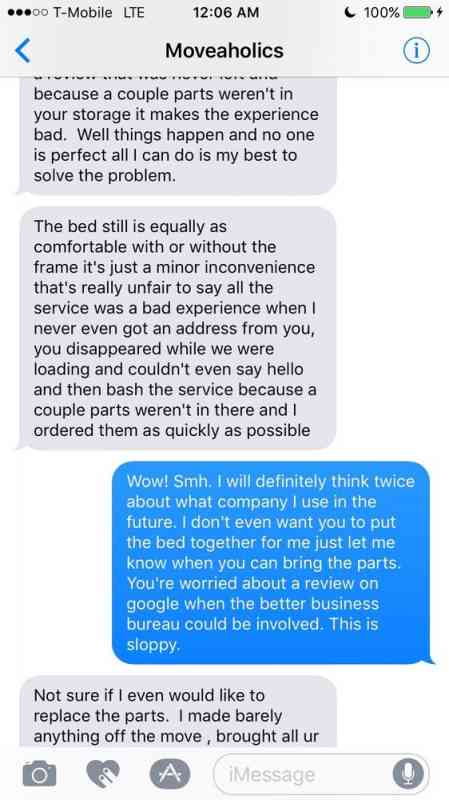 T-Mobile LTE 12:06 AM 100%
Moveaholics
a review that was never left and
because a couple parts weren't in
your storage it makes the experience
bad.  Well things happen and no one
is perfect all I can do is my best to
solve the problem.
The bed still is equally as
comfortable with or without the
frame it's just a minor inconvenience
that's really unfair to say all the
service was a bad experience when I
never even got an address from you,
you disappeared while we were
loading and couldn't even say hello
and then bash the service because a
couple parts weren't in there and I
ordered them as quickly as possible
Wow! Smh. I will definitely think twice
about what company I use in the
future. I don't even want you to put
the bed together for me just let me
know when you can bring the parts.
You're worried about a review on
google when the better business
bureau could be involved. This is
sloppy.
Not sure if I even would like to
replace the parts.  I made barely
anything off the move , brought all ur
iMessage